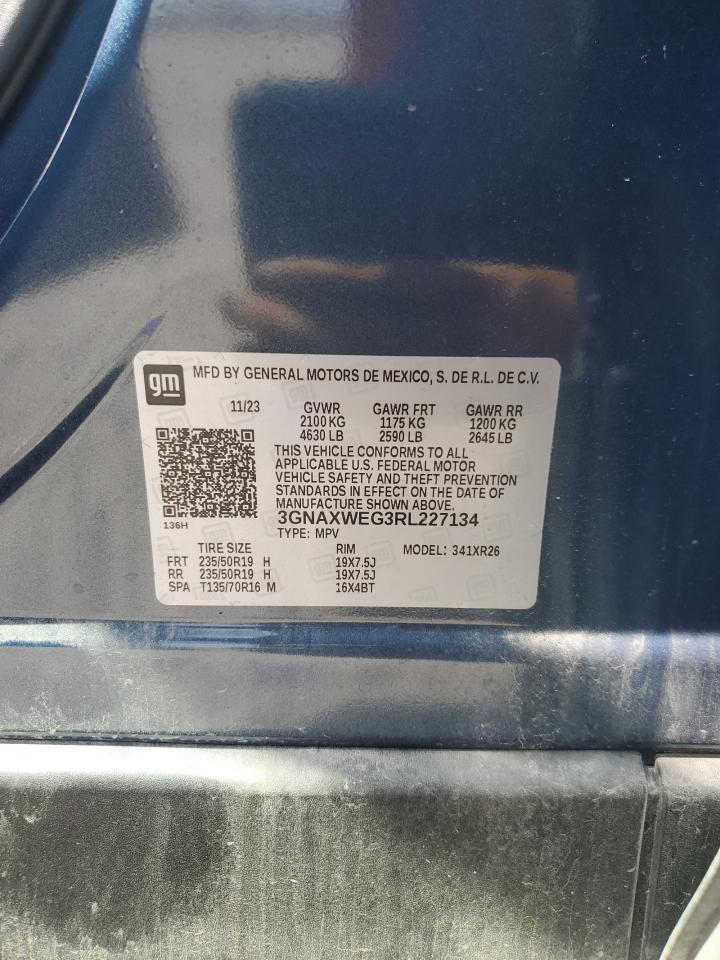 gm MFD BY GENERAL MOTORS DE MEXICO, S. DE R.L. DE C.V.
11/23 GVWR GAWR FRT GAWR RR
2100 KG 1175 KG 1200 KG
4630 LB 2590 LB 2645 LB
THIS VEHICLE CONFORMS TO ALL
APPLICABLE U.S. FEDERAL MOTOR
VEHICLE SAFETY AND THEFT PREVENTION
STANDARDS IN EFFECT ON THE DATE OF
MANUFACTURE SHOWN ABOVE.
136H 3GNAXWEG3RL227134
TYPE: MPV
TIRE SIZE RIM MODEL: 341XR26
FRT 235/50R19 H 19X7.5J
RR 235/50R19 H 19X7.5J
SPA T135/70R16 M 16X4BT